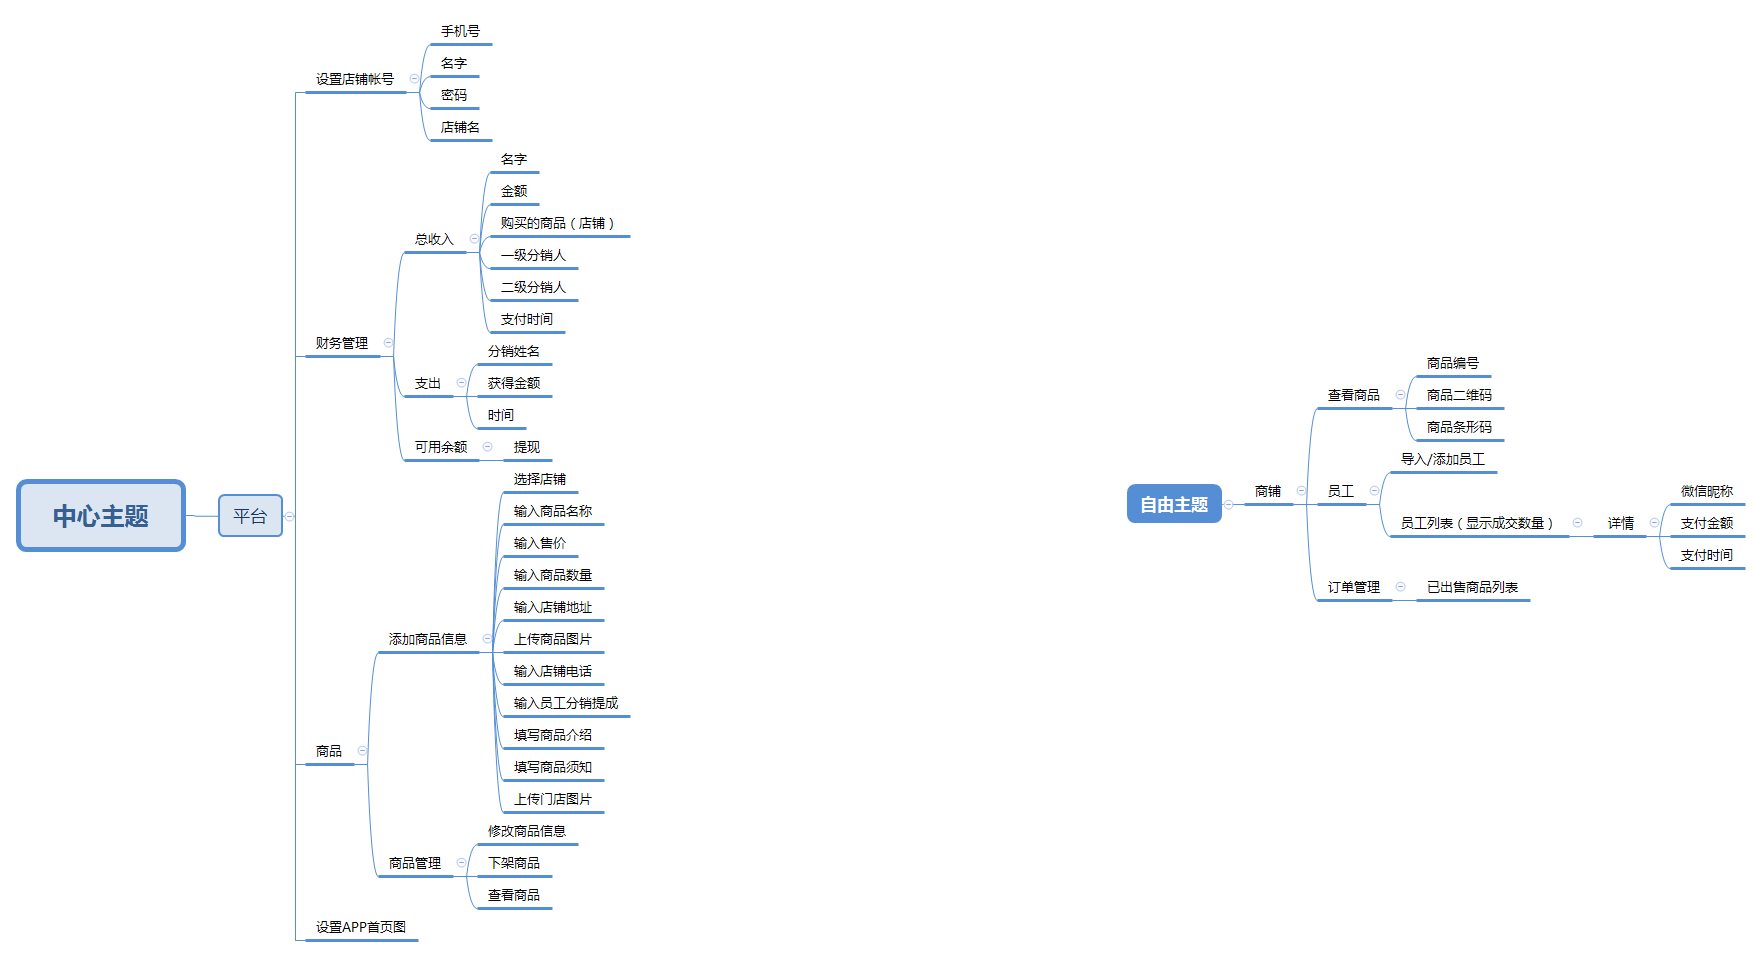 中心主题
平台
设置店铺帐号
手机号
名字
密码
店铺名
财务管理
总收入
名字
金额
购买的商品（店铺）
一级分销人
二级分销人
支付时间
支出
分销姓名
获得金额
时间
可用余额
提现
商品
添加商品信息
选择店铺
输入商品名称
输入售价
输入商品数量
输入店铺地址
上传商品图片
输入店铺电话
输入员工分销提成
填写商品介绍
填写商品须知
上传门店图片
商品管理
修改商品信息
下架商品
查看商品
设置APP首页图
自由主题
商铺
查看商品
商品编号
商品二维码
商品条形码
员工
导入/添加员工
员工列表（显示成交数量）
详情
微信昵称
支付金额
支付时间
订单管理
已出售商品列表